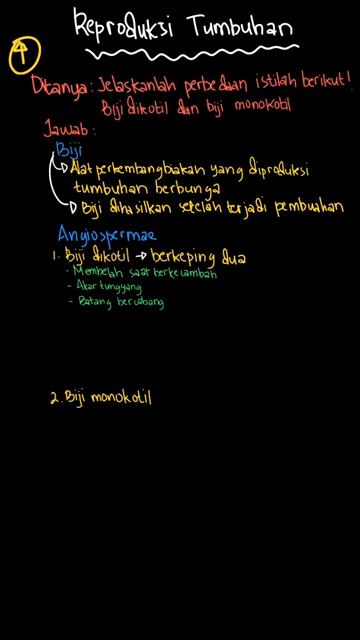 Reproduksi Tumbuhan
1
Ditanya: Jelaskanlah perbedaan istilah berikut!
Biji dikotil dan biji monokotil
Jawab:
Biji
Alat perkembangbiakan yang diproduksi
tumbuhan berbunga
Biji dihasilkan setelah terjadi pembuahan
Angiospermae
1. Biji dikotil → berkeping dua
- Membelah saat berkecambah
- Akar tunggang
- Batang bercabang
2. Biji monokotil